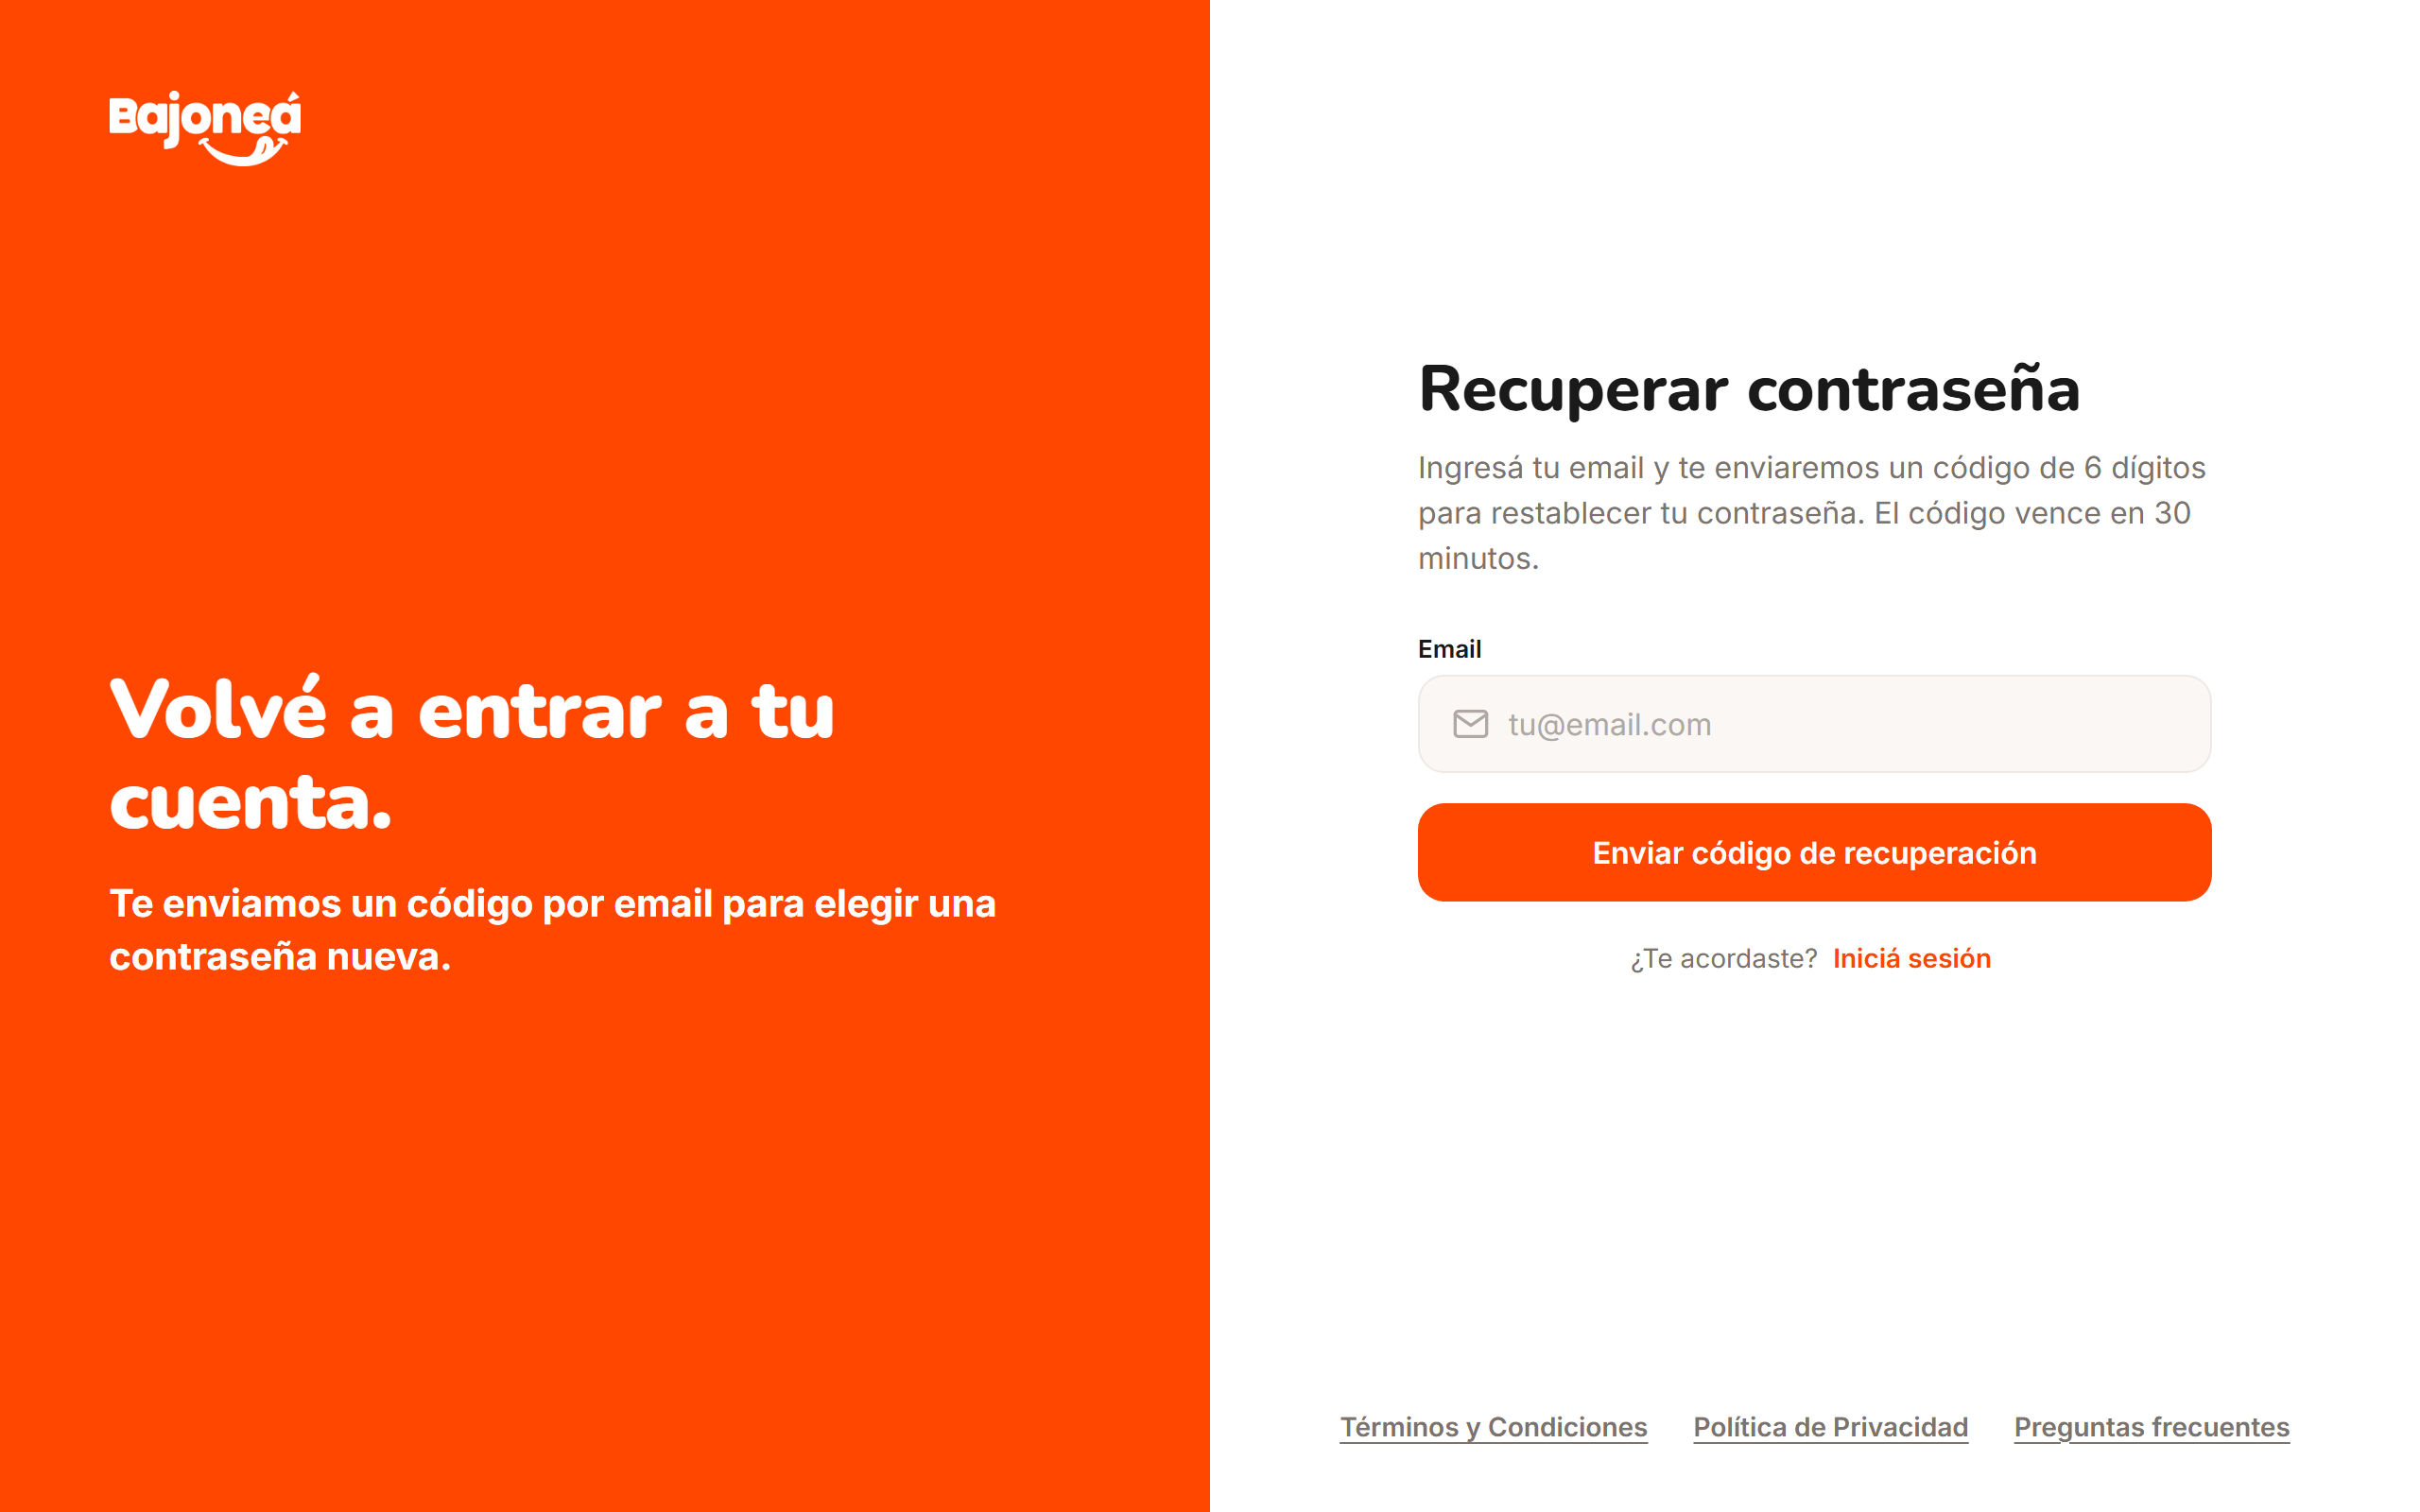 Bajoneá
Volvé a entrar a tu
cuenta.
Te enviamos un código por email para elegir una
contraseña nueva.
Recuperar contraseña
Ingresá tu email y te enviaremos un código de 6 dígitos
para restablecer tu contraseña. El código vence en 30
minutos.
Email
tu@email.com
Enviar código de recuperación
¿Te acordaste? Iniciá sesión
Términos y Condiciones Política de Privacidad Preguntas frecuentes